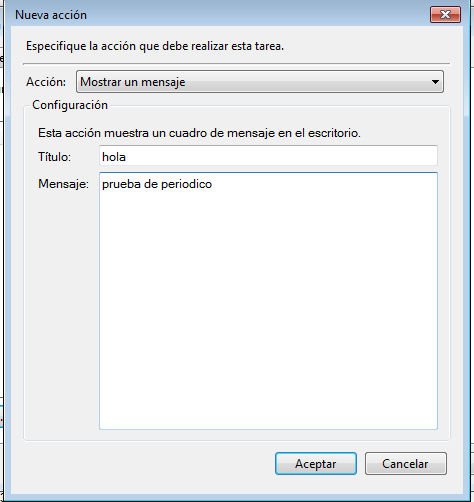 Nueva acción
Especifique la acción que debe realizar esta tarea.
Acción: Mostrar un mensaje
Configuración
Esta acción muestra un cuadro de mensaje en el escritorio.
Título: hola
Mensaje: prueba de periodico
Aceptar Cancelar